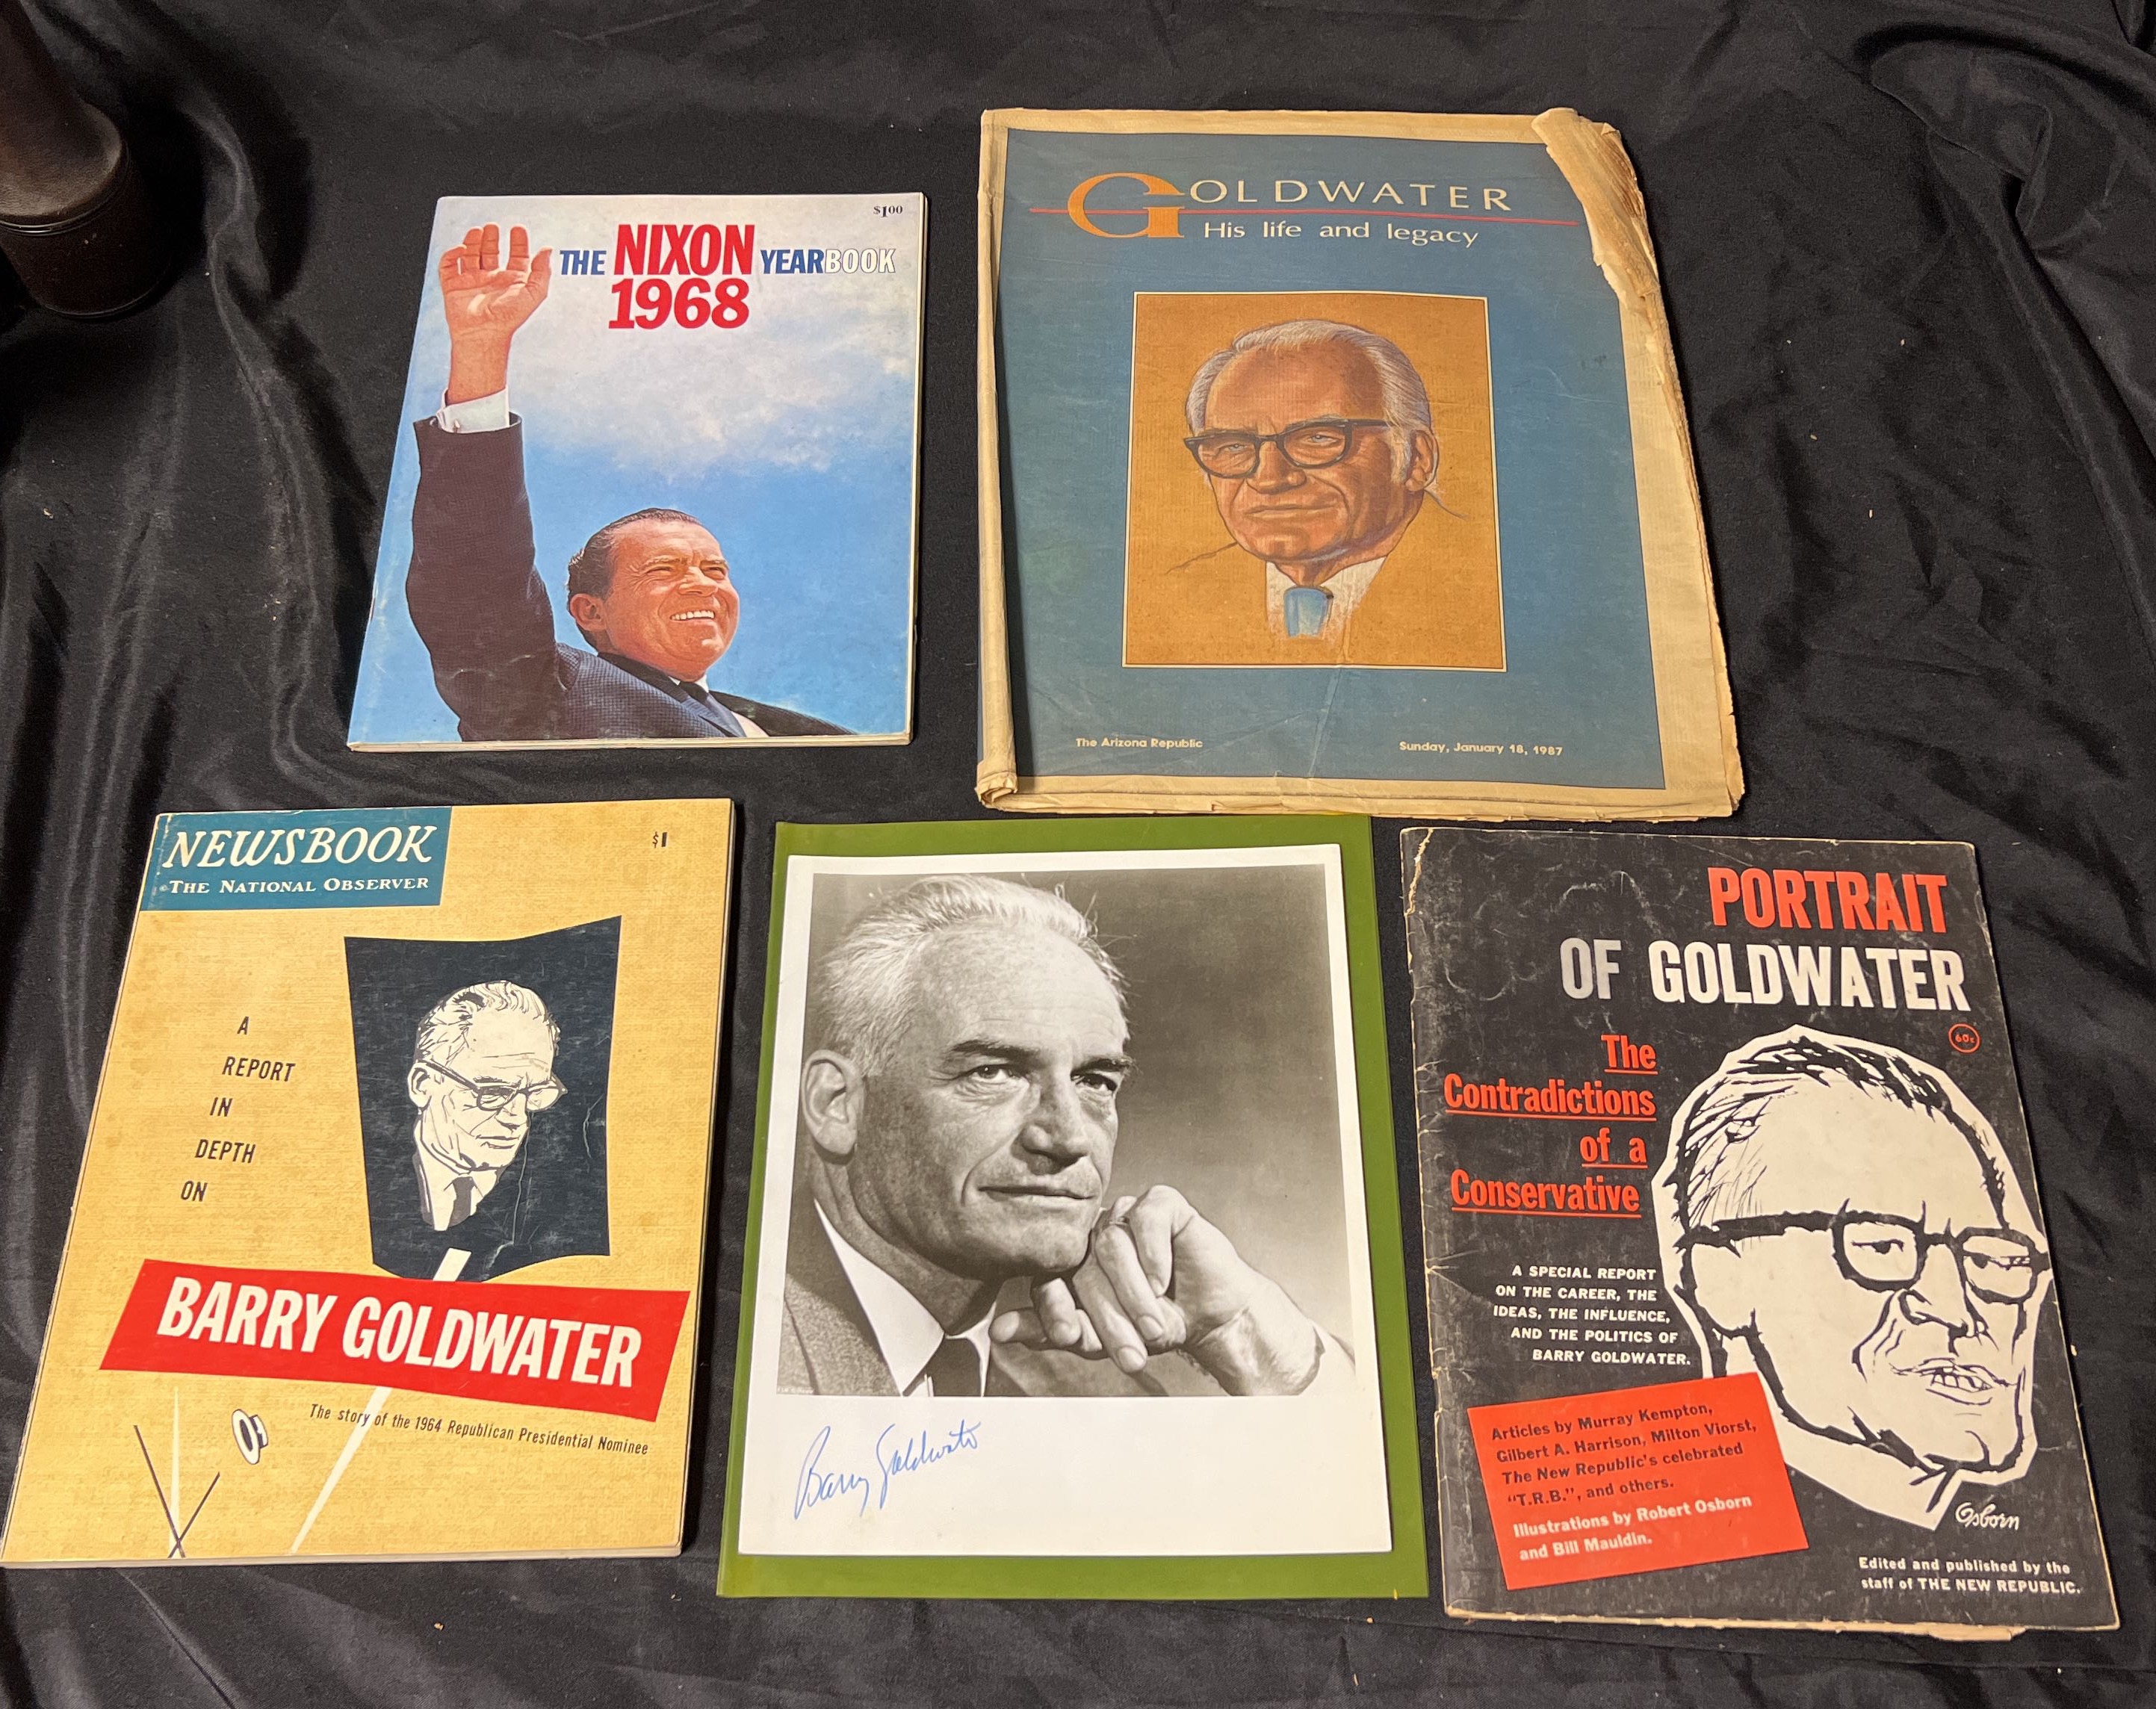 $1.00
THE NIXON YEARBOOK
1968
GOLDWATER
His life and legacy
The Arizona Republic
Sunday, January 18, 1987
NEWSBOOK
THE NATIONAL OBSERVER
$1
A
REPORT
IN
DEPTH
ON
BARRY GOLDWATER
The story of the 1964 Republican Presidential Nominee
Barry Goldwater
PORTRAIT
OF GOLDWATER
60¢
The
Contradictions
of a
Conservative
A SPECIAL REPORT
ON THE CAREER, THE
IDEAS, THE INFLUENCE,
AND THE POLITICS OF
BARRY GOLDWATER.
Articles by Murray Kempton,
Gilbert A. Harrison, Milton Viorst,
The New Republic's celebrated
"T.R.B.", and others.
Illustrations by Robert Osborn
and Bill Mauldin.
Osborn
Edited and published by the
staff of THE NEW REPUBLIC.